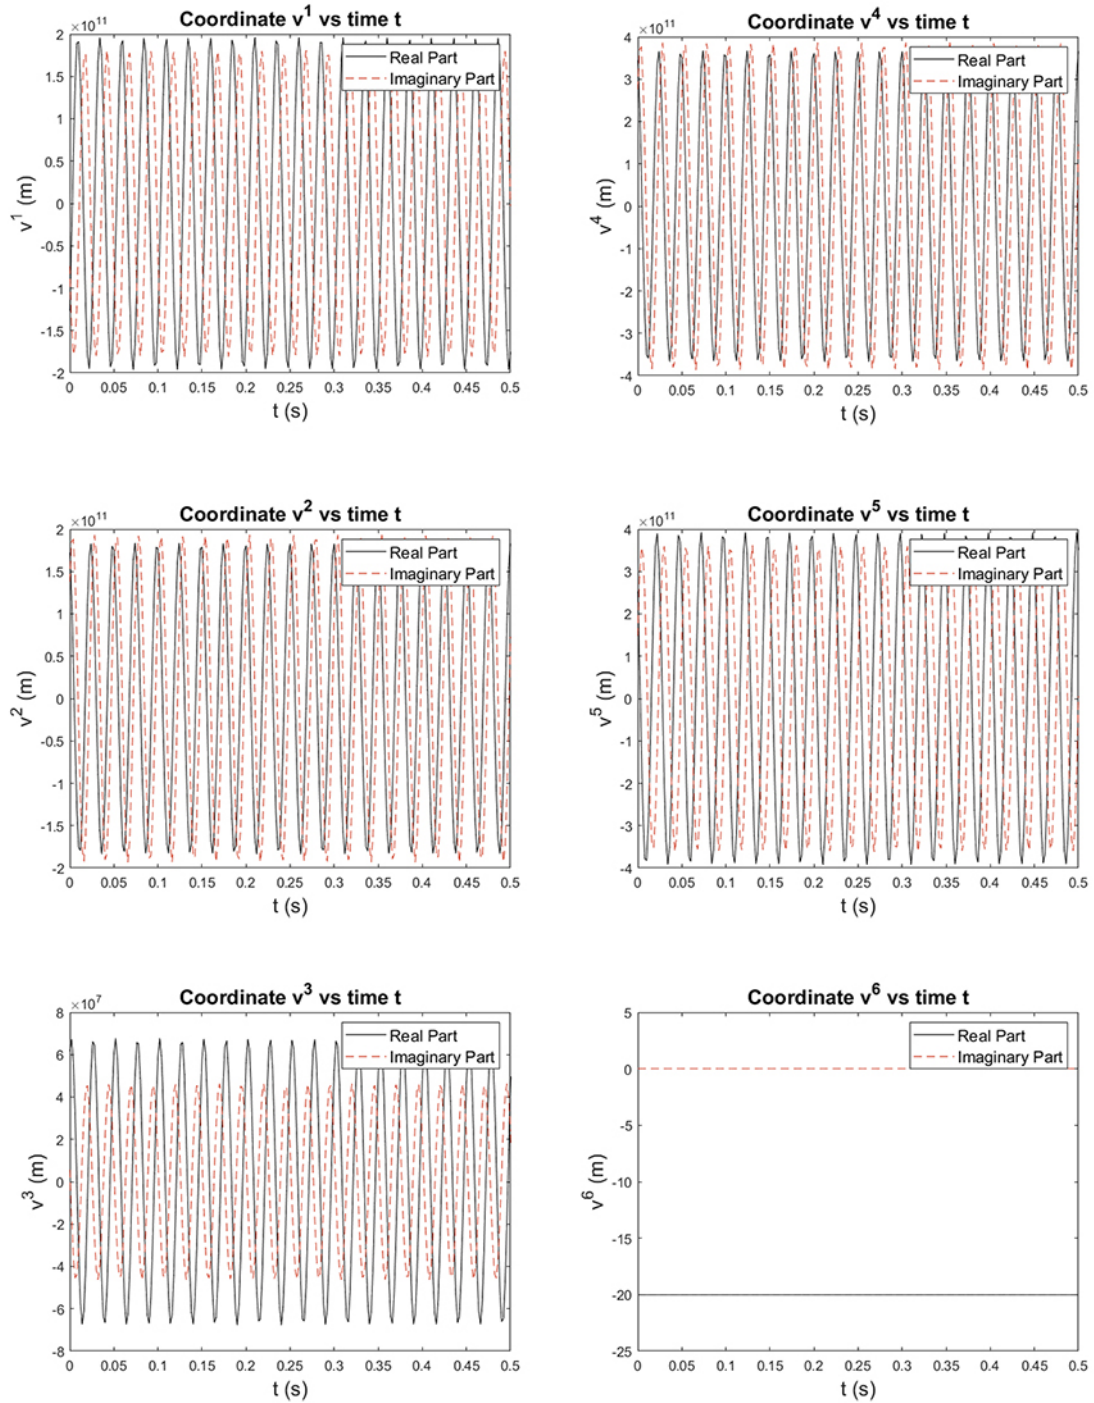 Coordinate v1 vs time t
×10^11
2
1.5
1
0.5
0
-0.5
-1
-1.5
-2
v1 (m)
Real Part
Imaginary Part
0 0.05 0.1 0.15 0.2 0.25 0.3 0.35 0.4 0.45 0.5
t (s)
Coordinate v4 vs time t
×10^11
4
3
2
1
0
-1
-2
-3
-4
v4 (m)
Real Part
Imaginary Part
0 0.05 0.1 0.15 0.2 0.25 0.3 0.35 0.4 0.45 0.5
t (s)
Coordinate v2 vs time t
×10^11
2
1.5
1
0.5
0
-0.5
-1
-1.5
-2
v2 (m)
Real Part
Imaginary Part
0 0.05 0.1 0.15 0.2 0.25 0.3 0.35 0.4 0.45 0.5
t (s)
Coordinate v5 vs time t
×10^11
4
3
2
1
0
-1
-2
-3
-4
v5 (m)
Real Part
Imaginary Part
0 0.05 0.1 0.15 0.2 0.25 0.3 0.35 0.4 0.45 0.5
t (s)
Coordinate v3 vs time t
×10^7
8
6
4
2
0
-2
-4
-6
-8
v3 (m)
Real Part
Imaginary Part
0 0.05 0.1 0.15 0.2 0.25 0.3 0.35 0.4 0.45 0.5
t (s)
Coordinate v6 vs time t
5
0
-5
-10
-15
-20
-25
v6 (m)
Real Part
Imaginary Part
0 0.05 0.1 0.15 0.2 0.25 0.3 0.35 0.4 0.45 0.5
t (s)